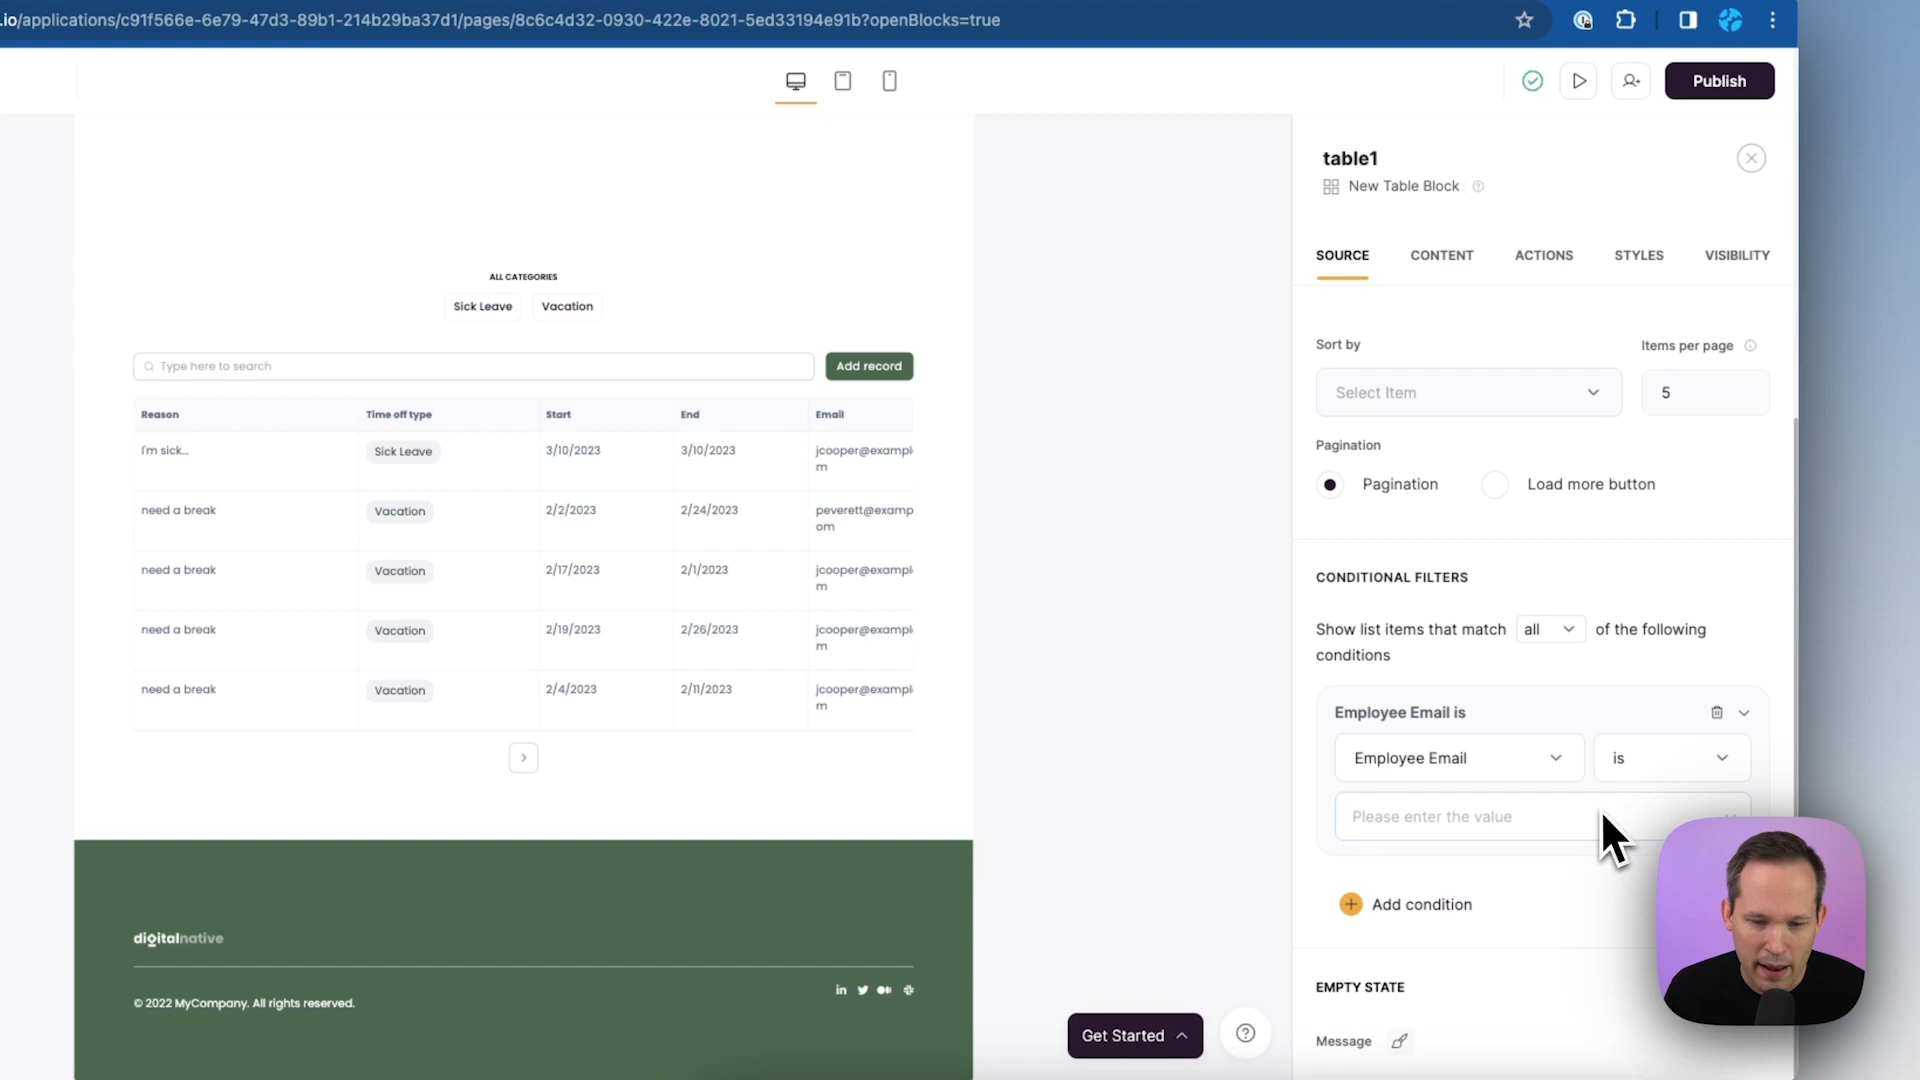 .io/applications/c91f566e-6e79-47d3-89b1-214b29ba37d1/pages/8c6c4d32-0930-422e-8021-5ed33194e91b?openBlocks=true
Publish
table1
New Table Block
SOURCE CONTENT ACTIONS STYLES VISIBILITY
Sort by
Items per page
Select Item
5
Pagination
Pagination
Load more button
CONDITIONAL FILTERS
Show list items that match all of the following
conditions
Employee Email is
Employee Email
is
Please enter the value
Add condition
EMPTY STATE
Message
ALL CATEGORIES
Sick Leave Vacation
Type here to search
Add record
Reason Time off type Start End Email
I'm sick... Sick Leave 3/10/2023 3/10/2023 jcooper@exampl
m
need a break Vacation 2/2/2023 2/24/2023 peverett@examp
om
need a break Vacation 2/17/2023 2/1/2023 jcooper@exampl
m
need a break Vacation 2/19/2023 2/26/2023 jcooper@exampl
m
need a break Vacation 2/4/2023 2/11/2023 jcooper@exampl
m
digitalnative
© 2022 MyCompany. All rights reserved.
Get Started